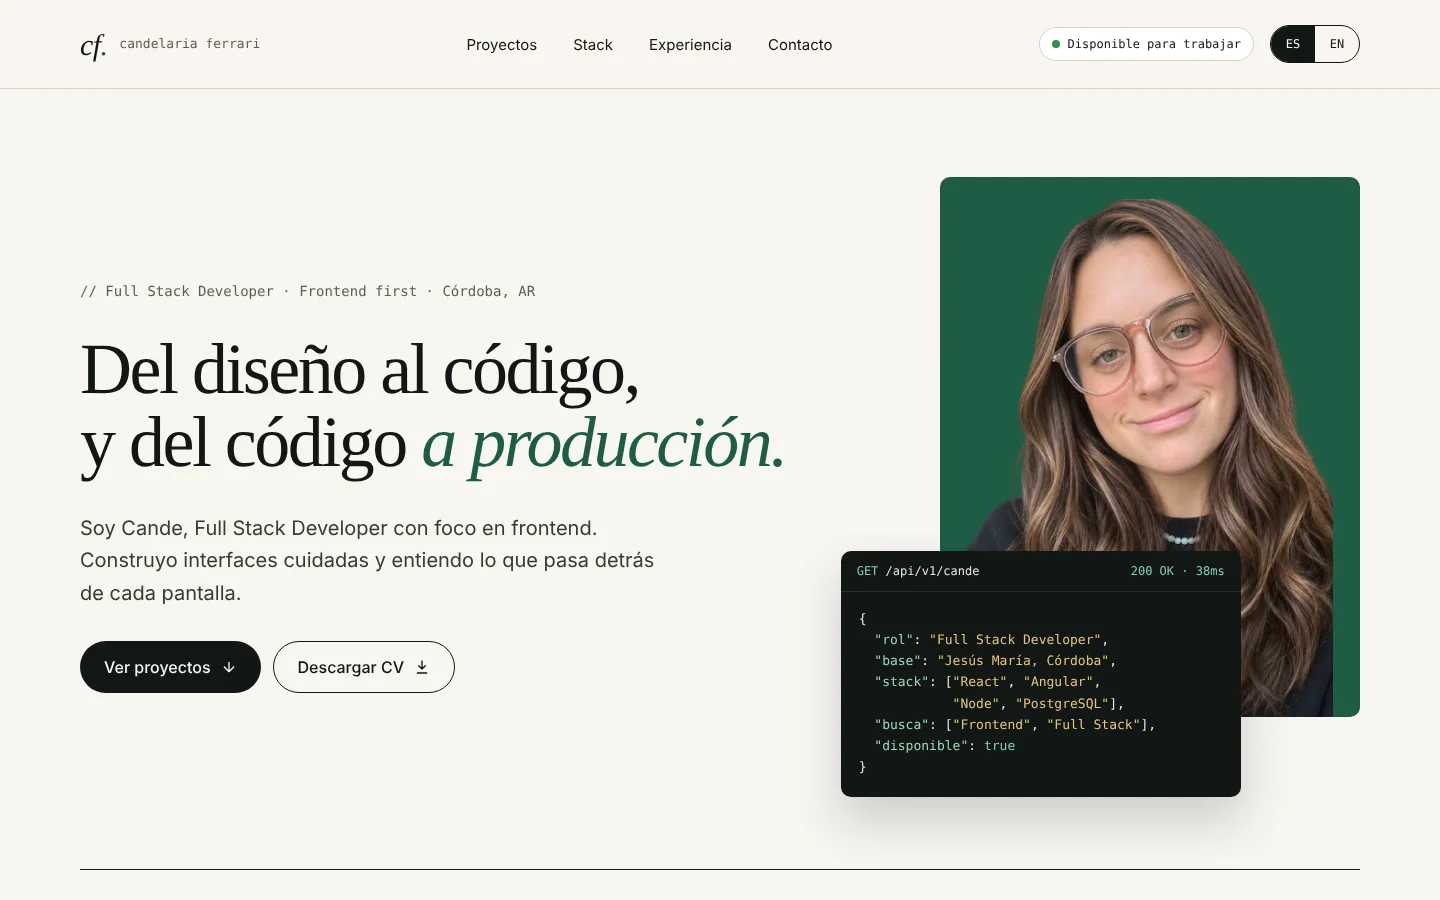 cf. candelaria ferrari
Proyectos Stack Experiencia Contacto
Disponible para trabajar
ES EN
// Full Stack Developer · Frontend first · Córdoba, AR
Del diseño al código,
y del código a producción.
Soy Cande, Full Stack Developer con foco en frontend.
Construyo interfaces cuidadas y entiendo lo que pasa detrás
de cada pantalla.
Ver proyectos ↓ Descargar CV
GET /api/v1/cande 200 OK · 38ms
{
"rol": "Full Stack Developer",
"base": "Jesús María, Córdoba",
"stack": ["React", "Angular",
"Node", "PostgreSQL"],
"busca": ["Frontend", "Full Stack"],
"disponible": true
}